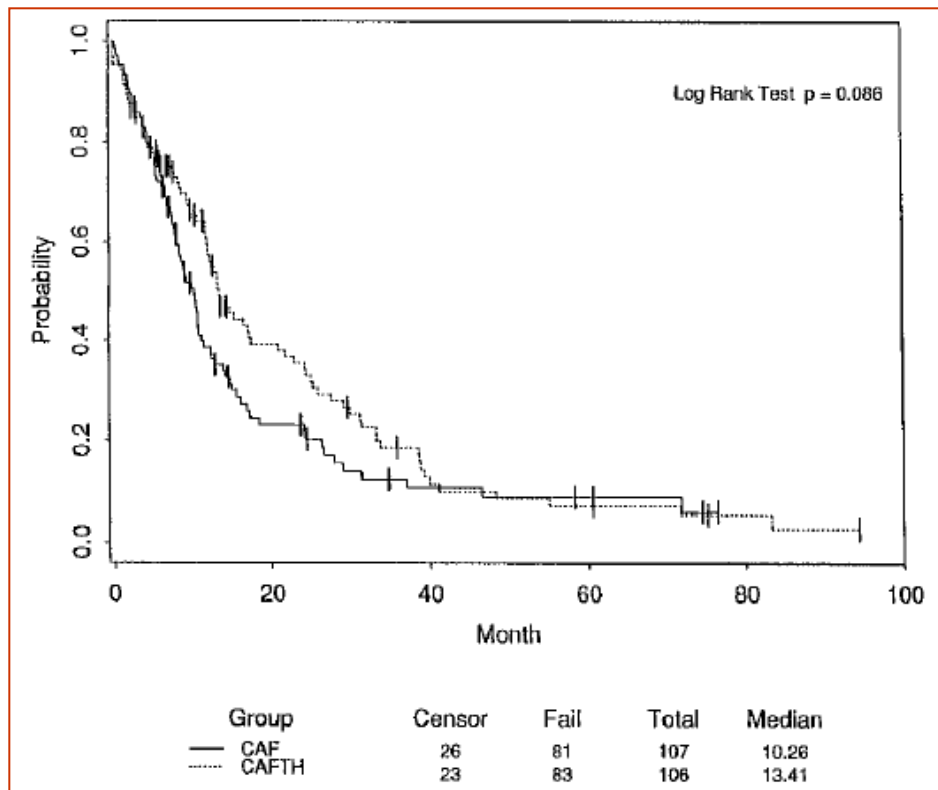 Log Rank Test p = 0.086
1.0
0.8
0.6
0.4
0.2
0.0
Probability
0 20 40 60 80 100
Month
Group Censor Fail Total Median
CAF 26 81 107 10.26
CAFTH 23 83 106 13.41